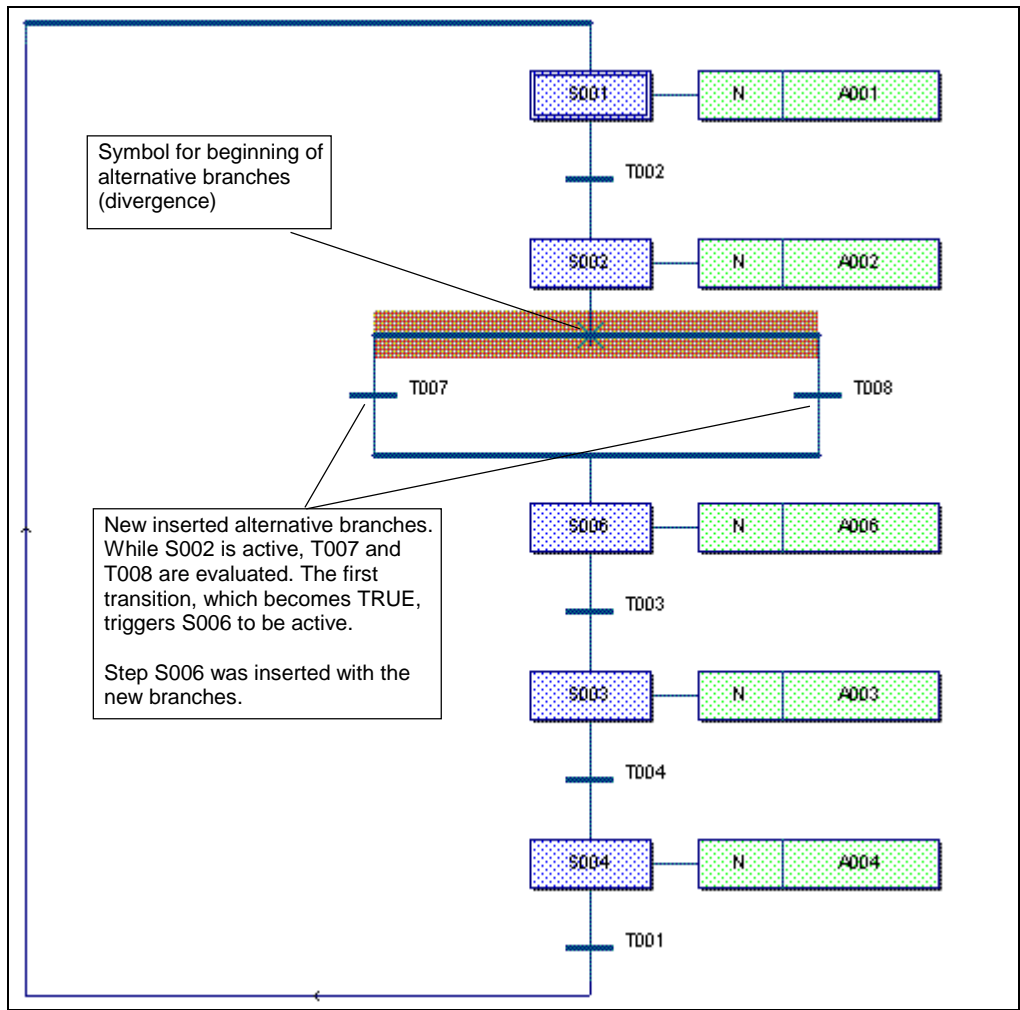 S001 N A001
Symbol for beginning of
alternative branches
(divergence)
T002
S002 N A002
T007 T008
New inserted alternative branches.
While S002 is active, T007 and
T008 are evaluated. The first
transition, which becomes TRUE,
triggers S006 to be active.
Step S006 was inserted with the
new branches.
S006 N A006
T003
S003 N A003
T004
S004 N A004
T001